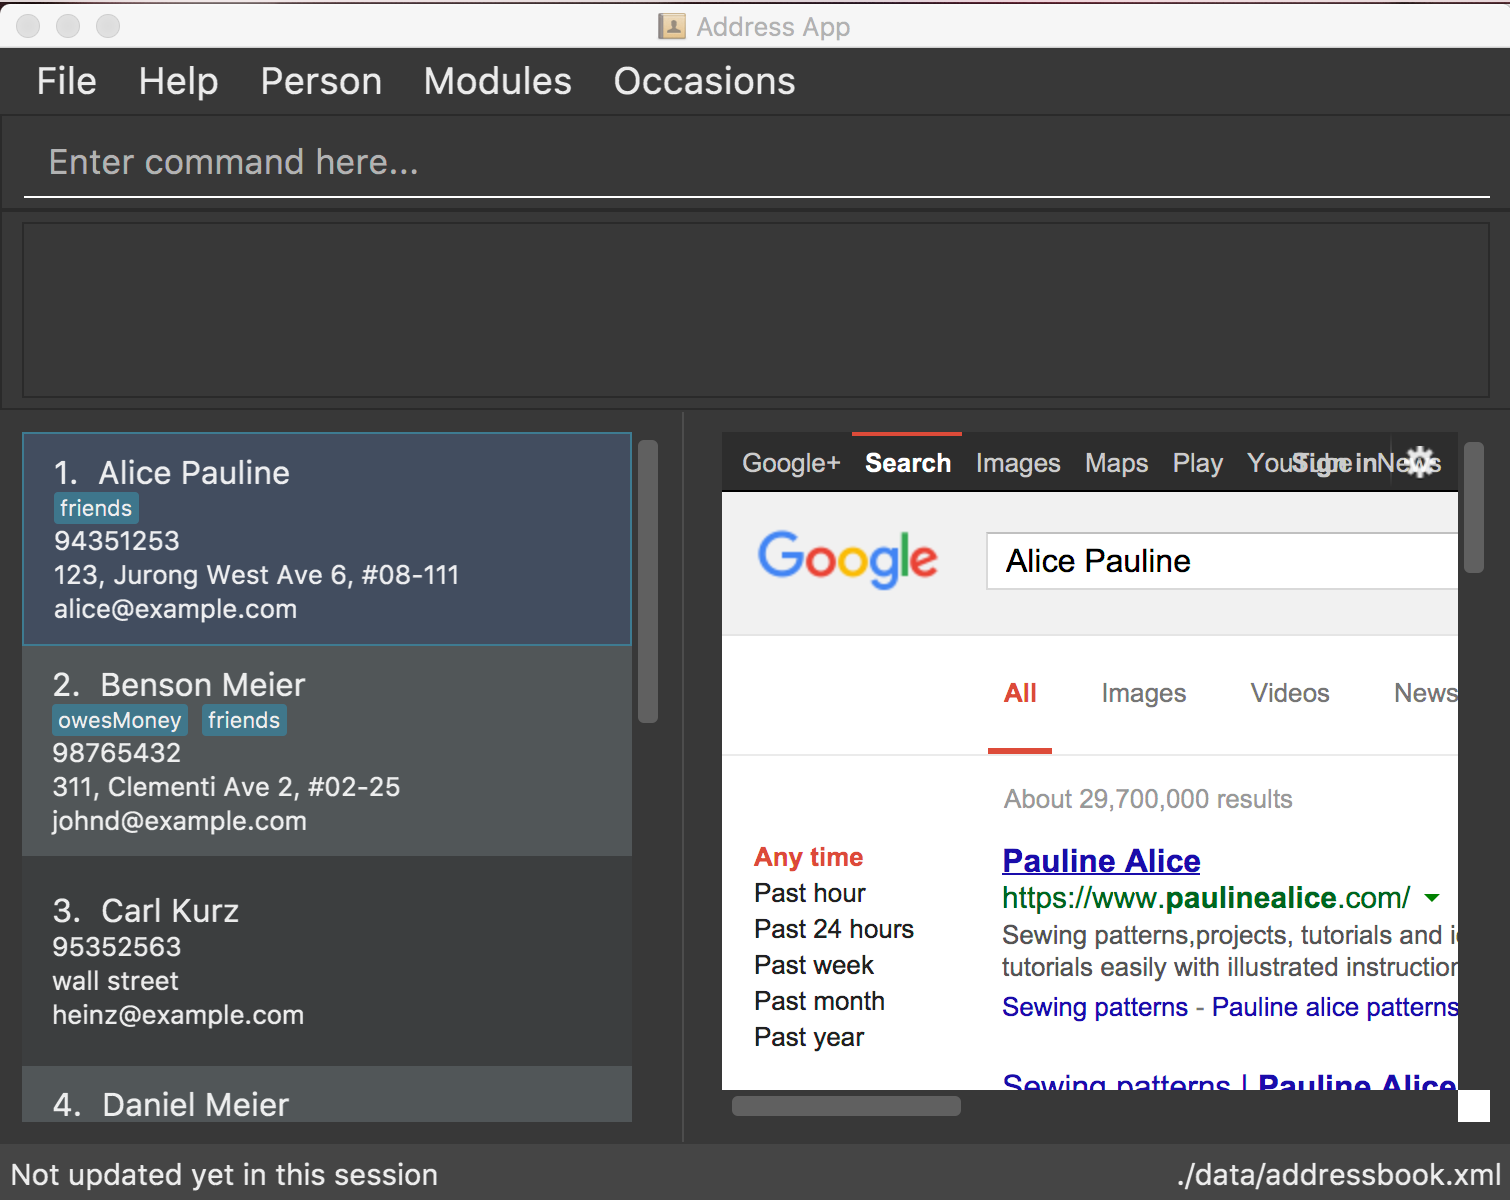 Address App
File Help Person Modules Occasions
Enter command here...
1. Alice Pauline
friends
94351253
123, Jurong West Ave 6, #08-111
alice@example.com
2. Benson Meier
owesMoney friends
98765432
311, Clementi Ave 2, #02-25
johnd@example.com
3. Carl Kurz
95352563
wall street
heinz@example.com
4. Daniel Meier
Google+ Search Images Maps Play YouTube Sign in News
Google
Alice Pauline
All Images Videos News
About 29,700,000 results
Any time
Past hour
Past 24 hours
Past week
Past month
Past year
Pauline Alice
https://www.paulinealice.com/
Sewing patterns,projects, tutorials and
tutorials easily with illustrated instruction
Sewing patterns - Pauline alice patterns
Sewing patterns | Pauline Alice
Not updated yet in this session
./data/addressbook.xml